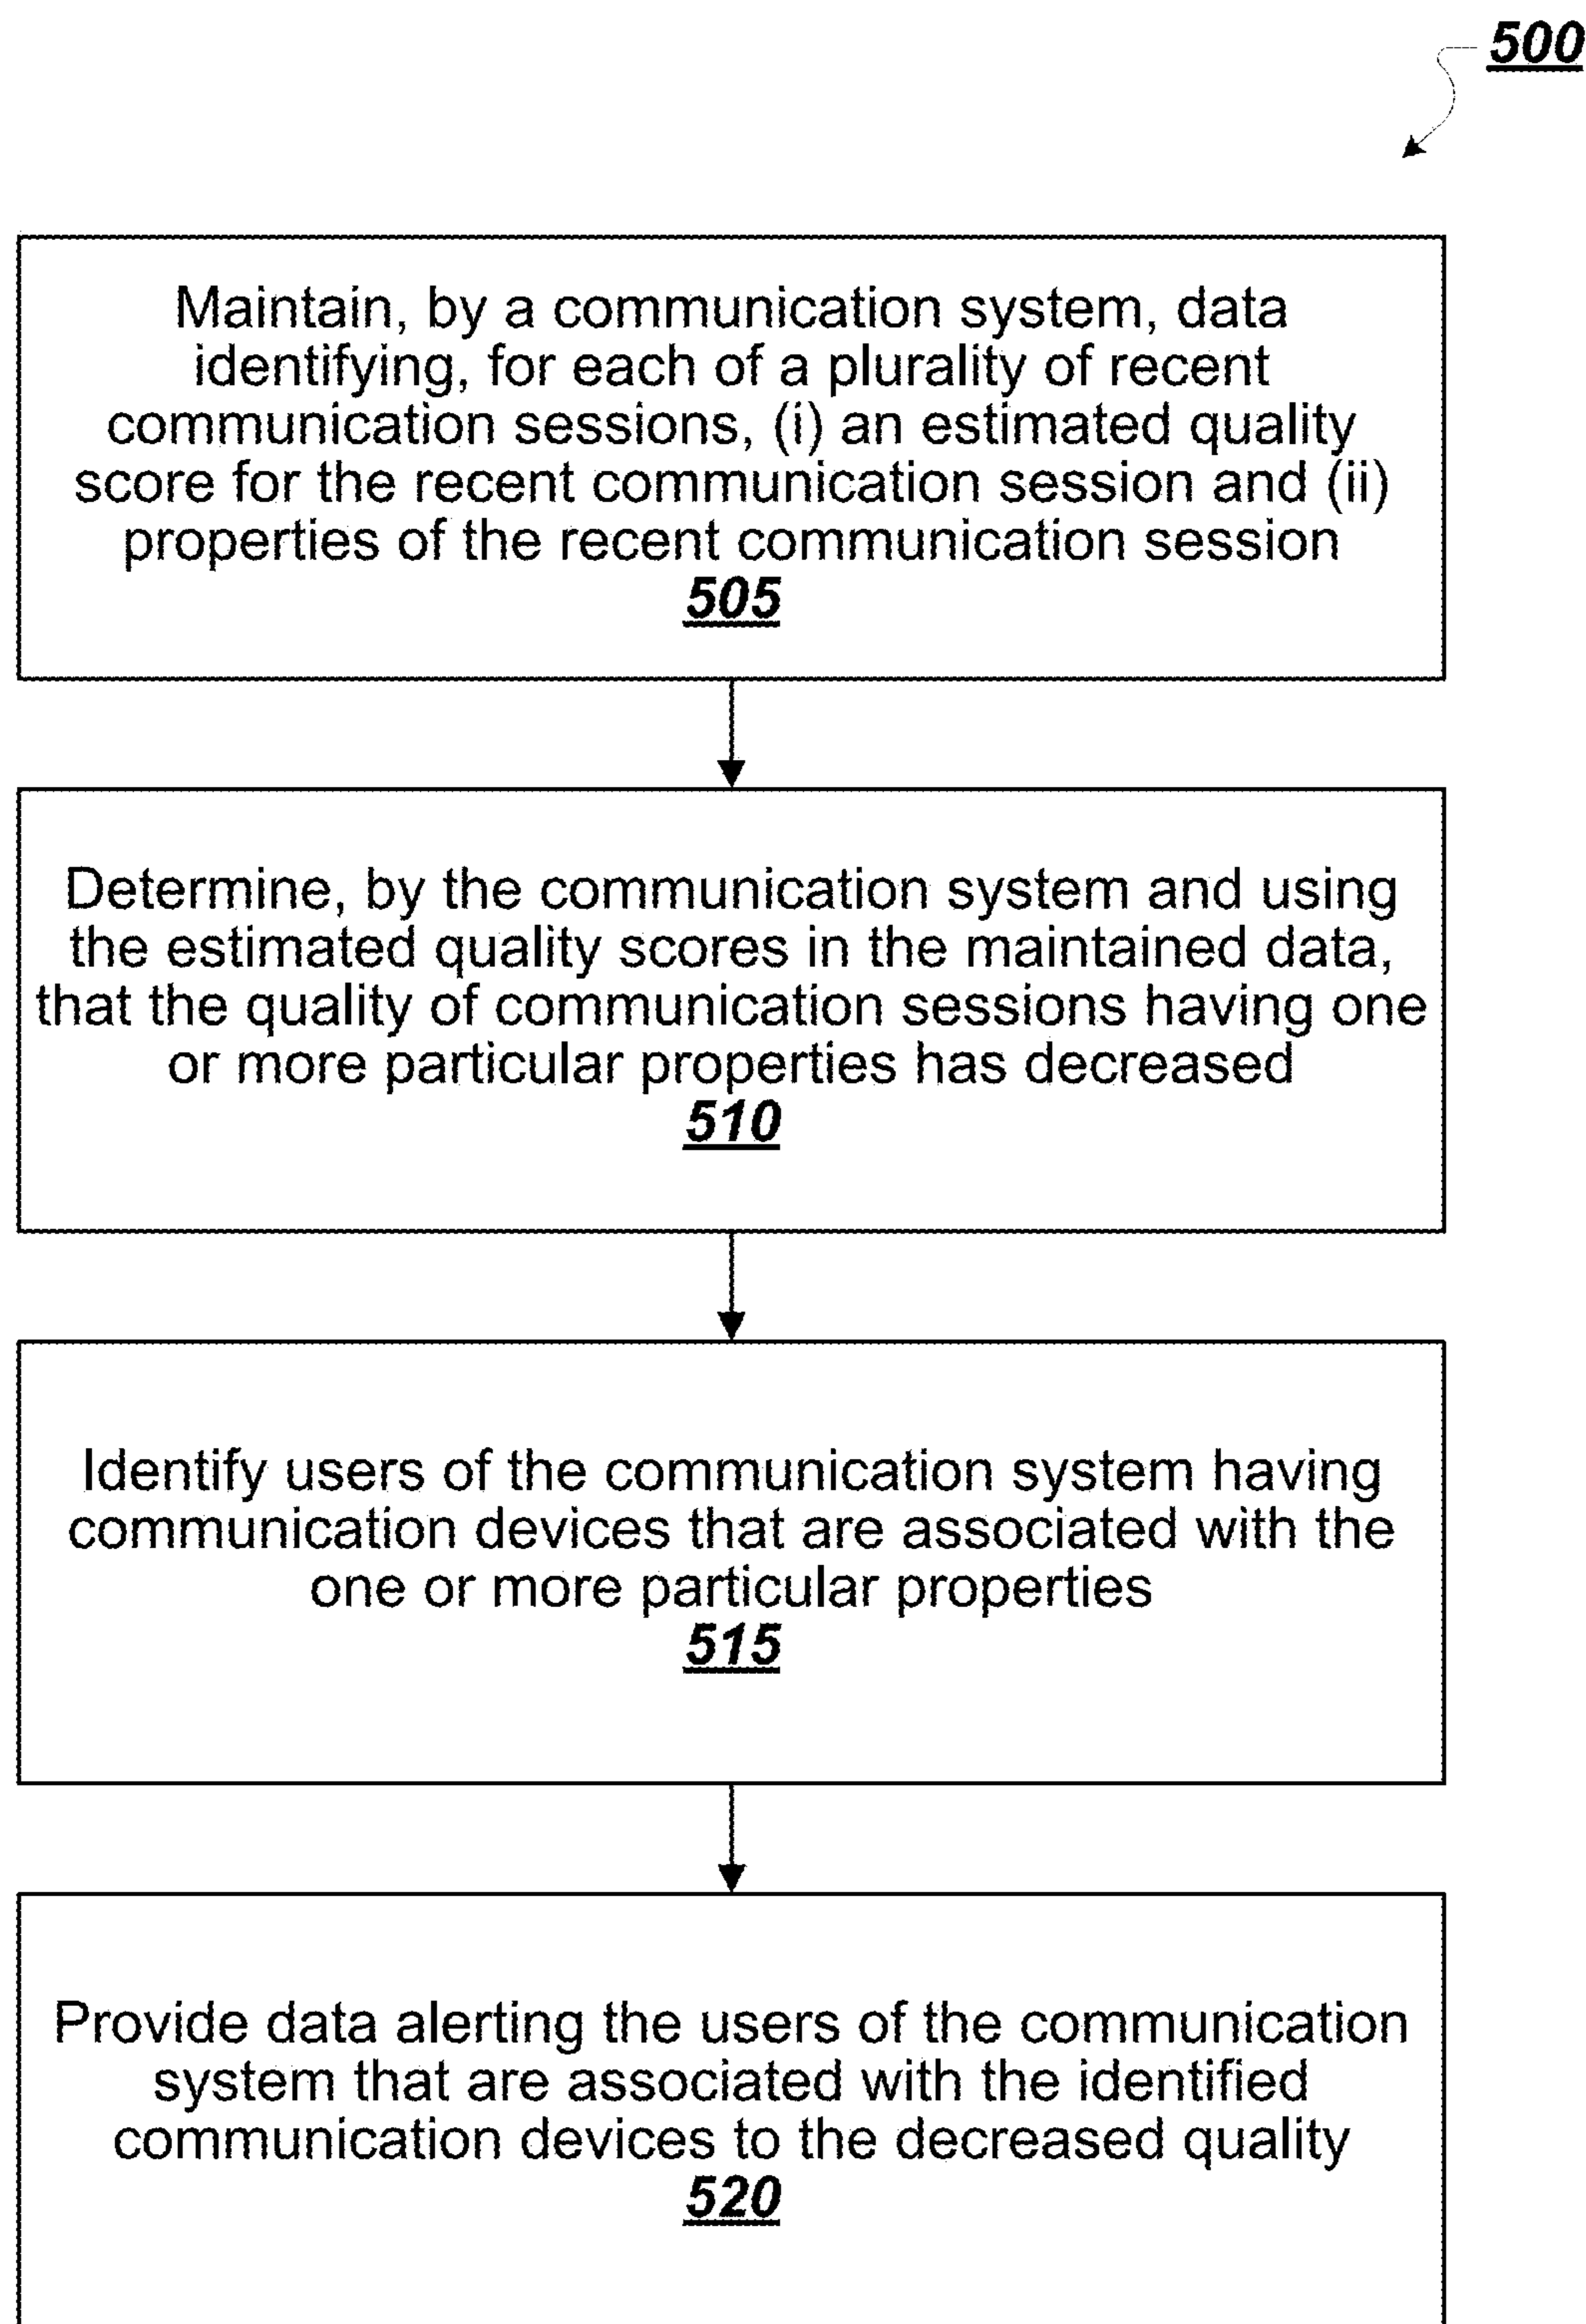 500
Maintain, by a communication system, data
identifying, for each of a plurality of recent
communication sessions, (i) an estimated quality
score for the recent communication session and (ii)
properties of the recent communication session
505
Determine, by the communication system and using
the estimated quality scores in the maintained data,
that the quality of communication sessions having one
or more particular properties has decreased
510
Identify users of the communication system having
communication devices that are associated with the
one or more particular properties
515
Provide data alerting the users of the communication
system that are associated with the identified
communication devices to the decreased quality
520